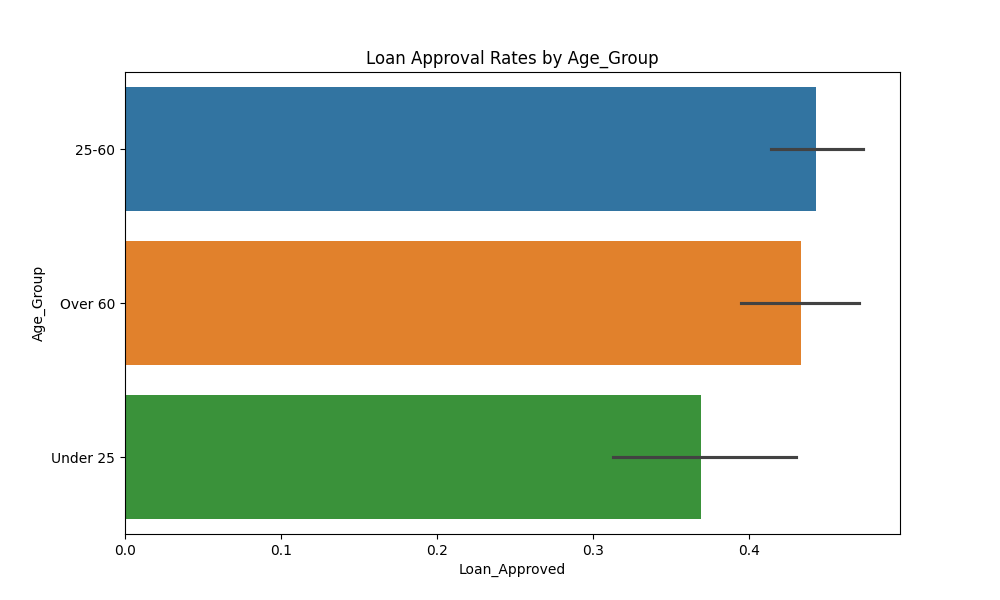 Loan Approval Rates by Age_Group
25-60
Over 60
Under 25
Age_Group
0.0 0.1 0.2 0.3 0.4
Loan_Approved